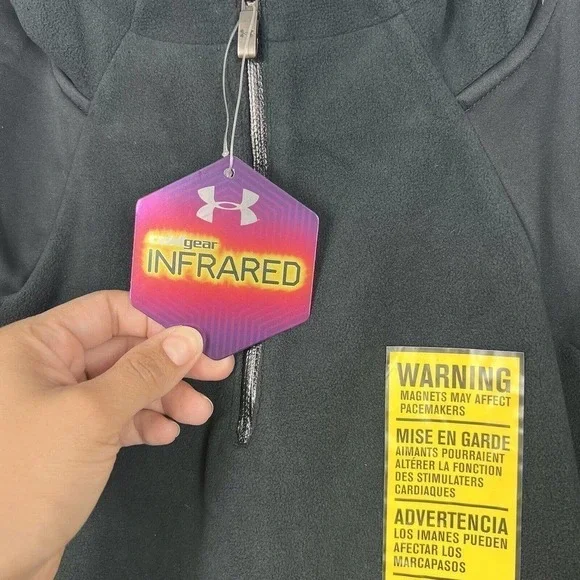 gear
INFRARED
WARNING
MAGNETS MAY AFFECT
PACEMAKERS
MISE EN GARDE
AIMANTS POURRAIENT
ALTÉRER LA FONCTION
DES STIMULATERS
CARDIAQUES
ADVERTENCIA
LOS IMANES PUEDEN
AFECTAR LOS
MARCAPASOS